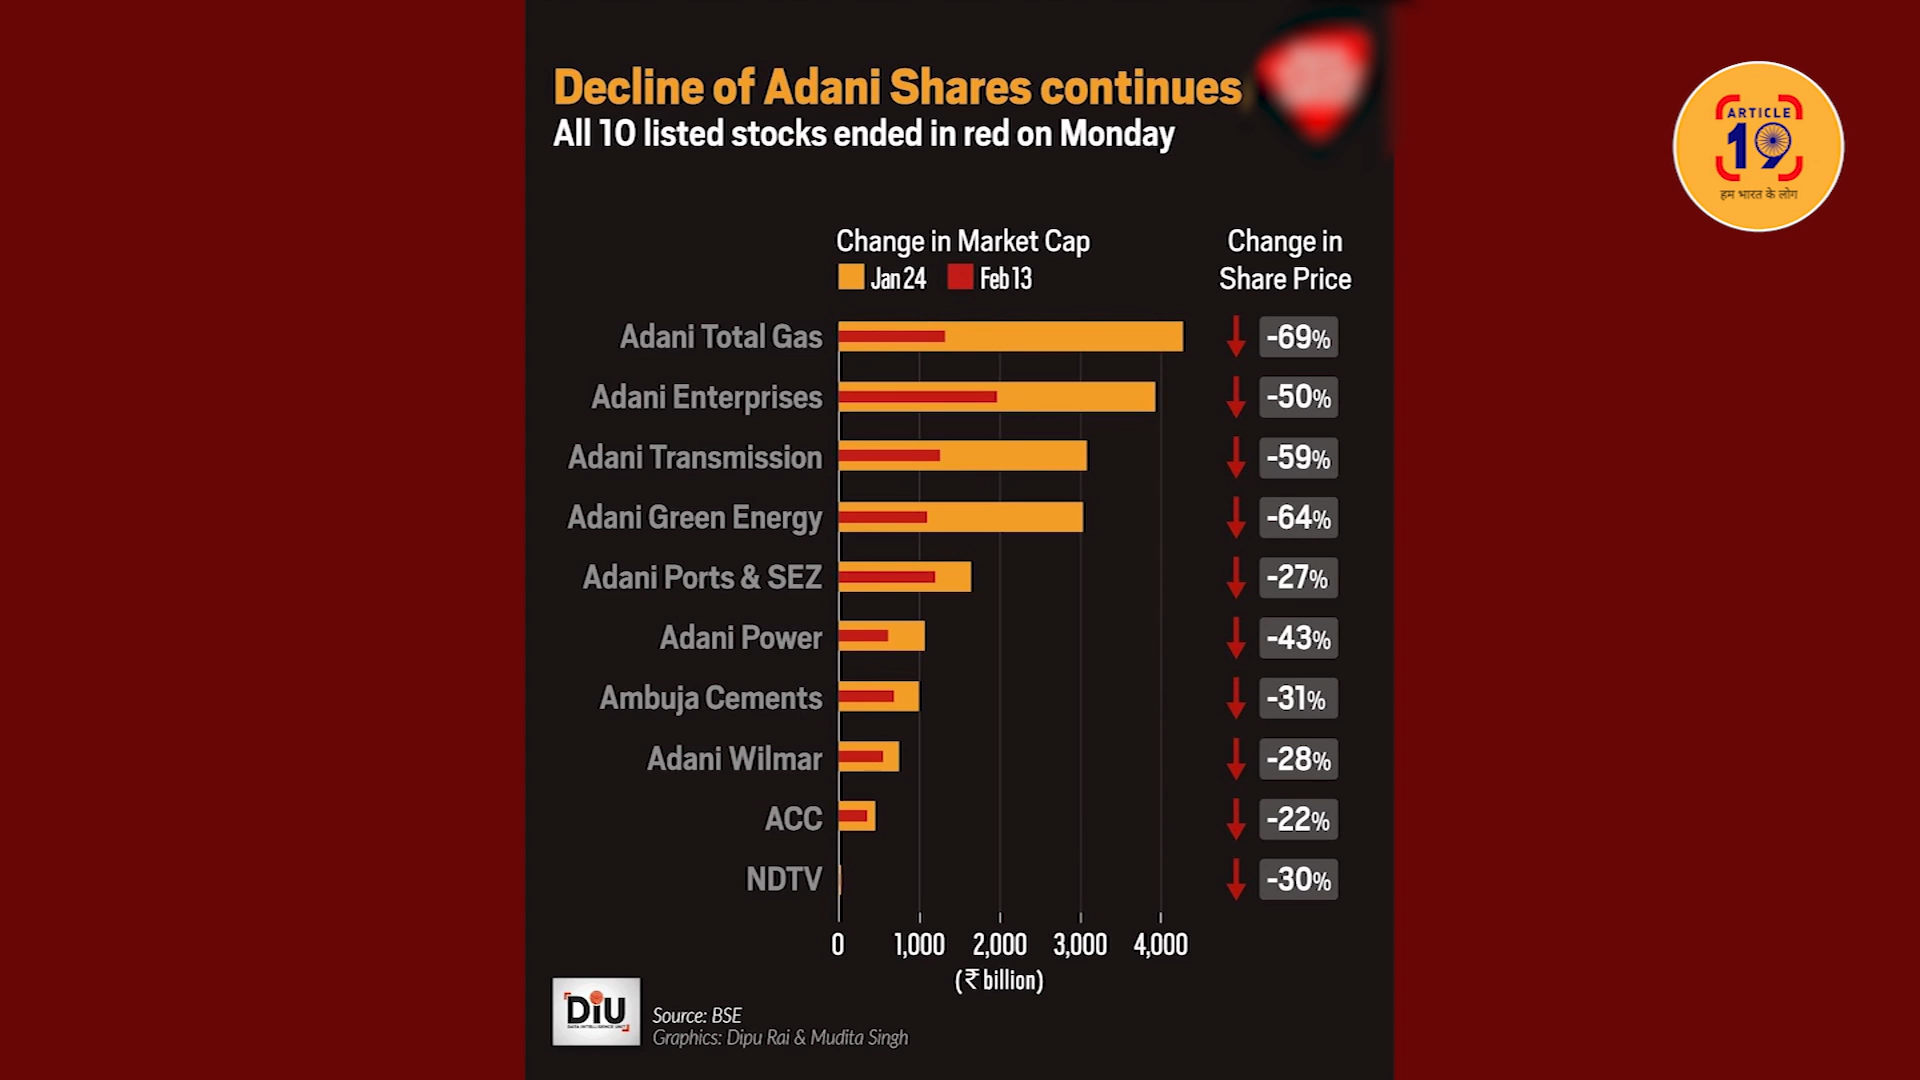 Decline of Adani Shares continues
All 10 listed stocks ended in red on Monday
ARTICLE
19
हम भारत के लोग
Change in Market Cap
Jan 24 Feb 13
Change in
Share Price
Adani Total Gas -69%
Adani Enterprises -50%
Adani Transmission -59%
Adani Green Energy -64%
Adani Ports & SEZ -27%
Adani Power -43%
Ambuja Cements -31%
Adani Wilmar -28%
ACC -22%
NDTV -30%
0 1,000 2,000 3,000 4,000
(₹ billion)
DiU
DATA INTELLIGENCE UNIT
Source: BSE
Graphics: Dipu Rai & Mudita Singh